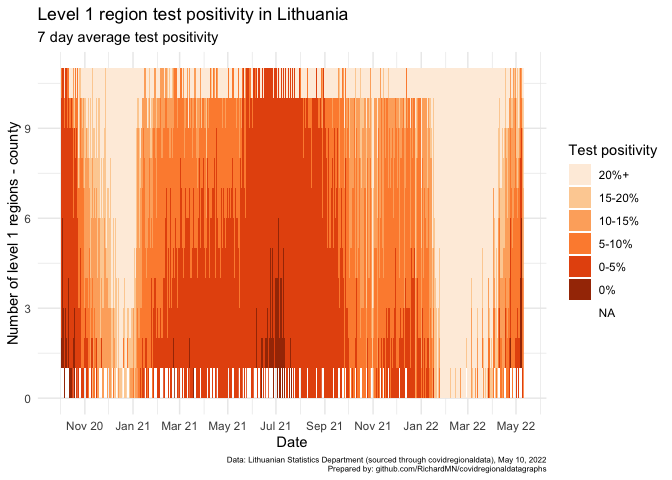 Level 1 region test positivity in Lithuania
7 day average test positivity
Number of level 1 regions - county
9
6
3
0
Nov 20 Jan 21 Mar 21 May 21 Jul 21 Sep 21 Nov 21 Jan 22 Mar 22 May 22
Date
Test positivity
20%+
15-20%
10-15%
5-10%
0-5%
0%
NA
Data: Lithuanian Statistics Department (sourced through covidregionaldata), May 10, 2022
Prepared by: github.com/RichardMN/covidregionaldatagraphs